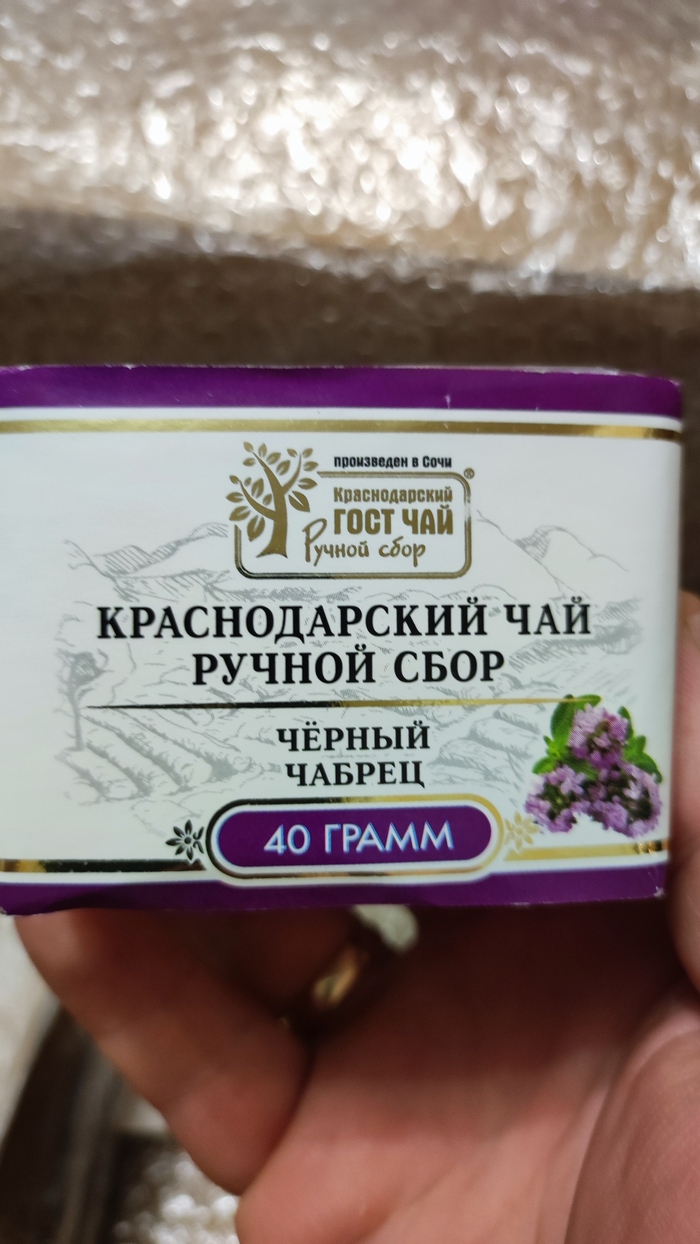 произведен в Сочи
®
Краснодарский
ГОСТ ЧАЙ
Ручной сбор
КРАСНОДАРСКИЙ ЧАЙ
РУЧНОЙ СБОР
ЧЁРНЫЙ
ЧАБРЕЦ
40 ГРАММ